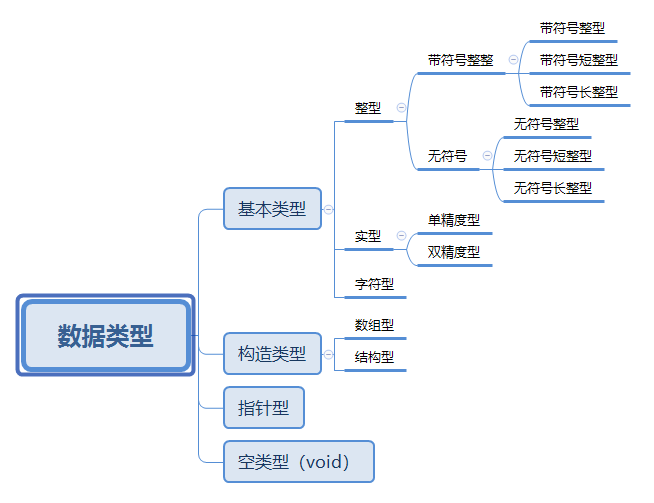 数据类型
基本类型
整型
带符号整整
带符号整型
带符号短整型
带符号长整型
无符号
无符号整型
无符号短整型
无符号长整型
实型
单精度型
双精度型
字符型
构造类型
数组型
结构型
指针型
空类型（void）